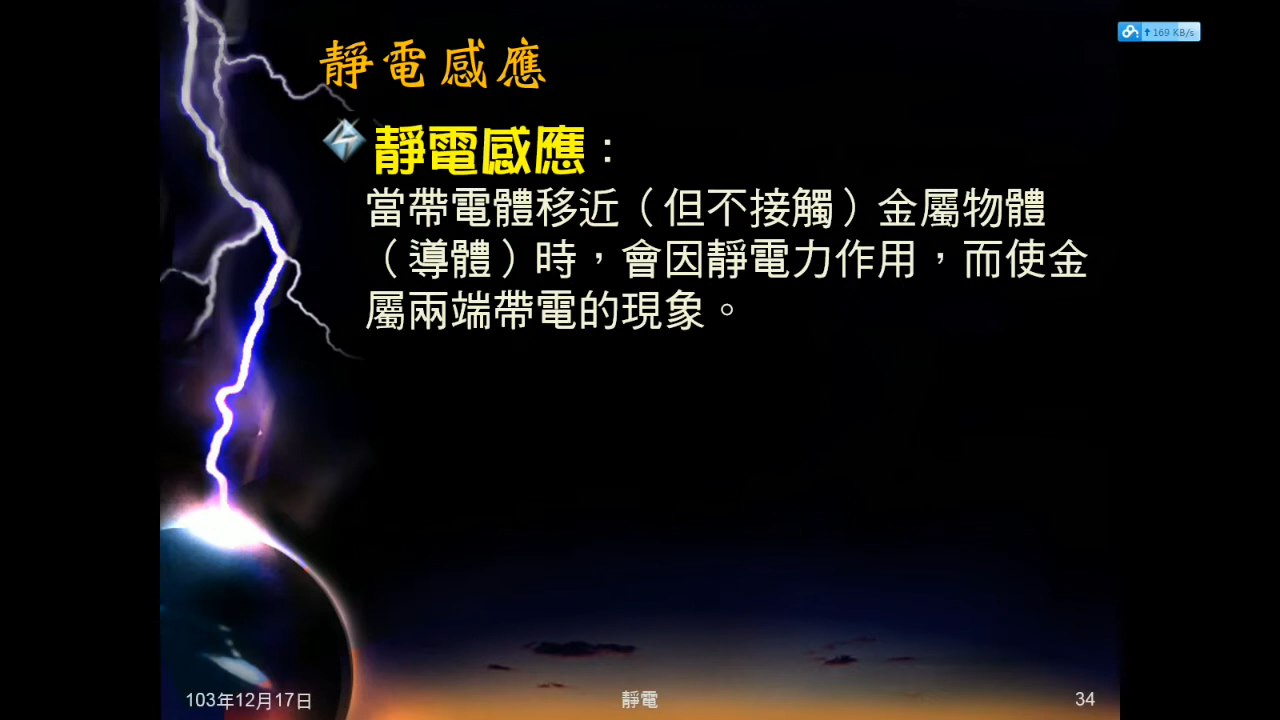 ↑ 169 KB/s
靜電感應
靜電感應：
當帶電體移近（但不接觸）金屬物體
（導體）時，會因靜電力作用，而使金
屬兩端帶電的現象。
103年12月17日
靜電
34